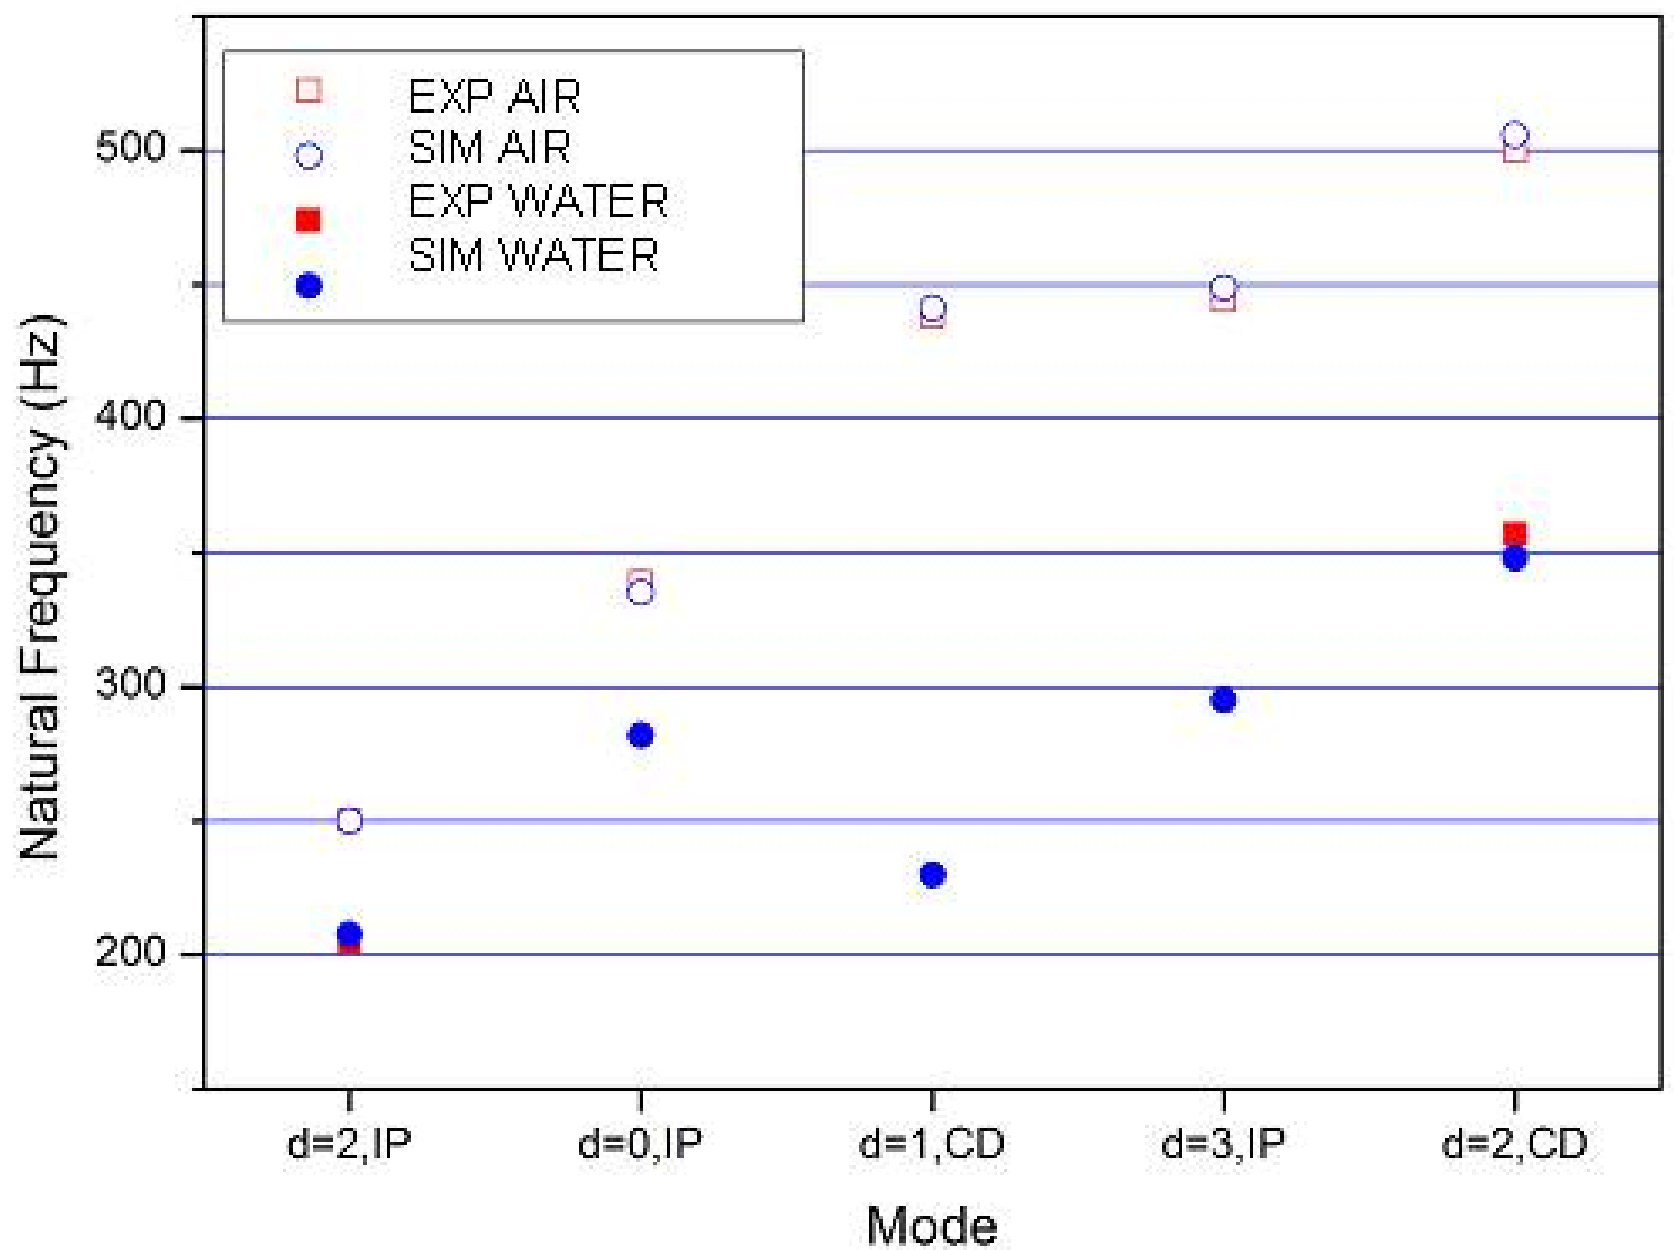 EXP AIR
SIM AIR
EXP WATER
SIM WATER
Natural Frequency (Hz)
500
400
300
200
d=2,IP d=0,IP d=1,CD d=3,IP d=2,CD
Mode